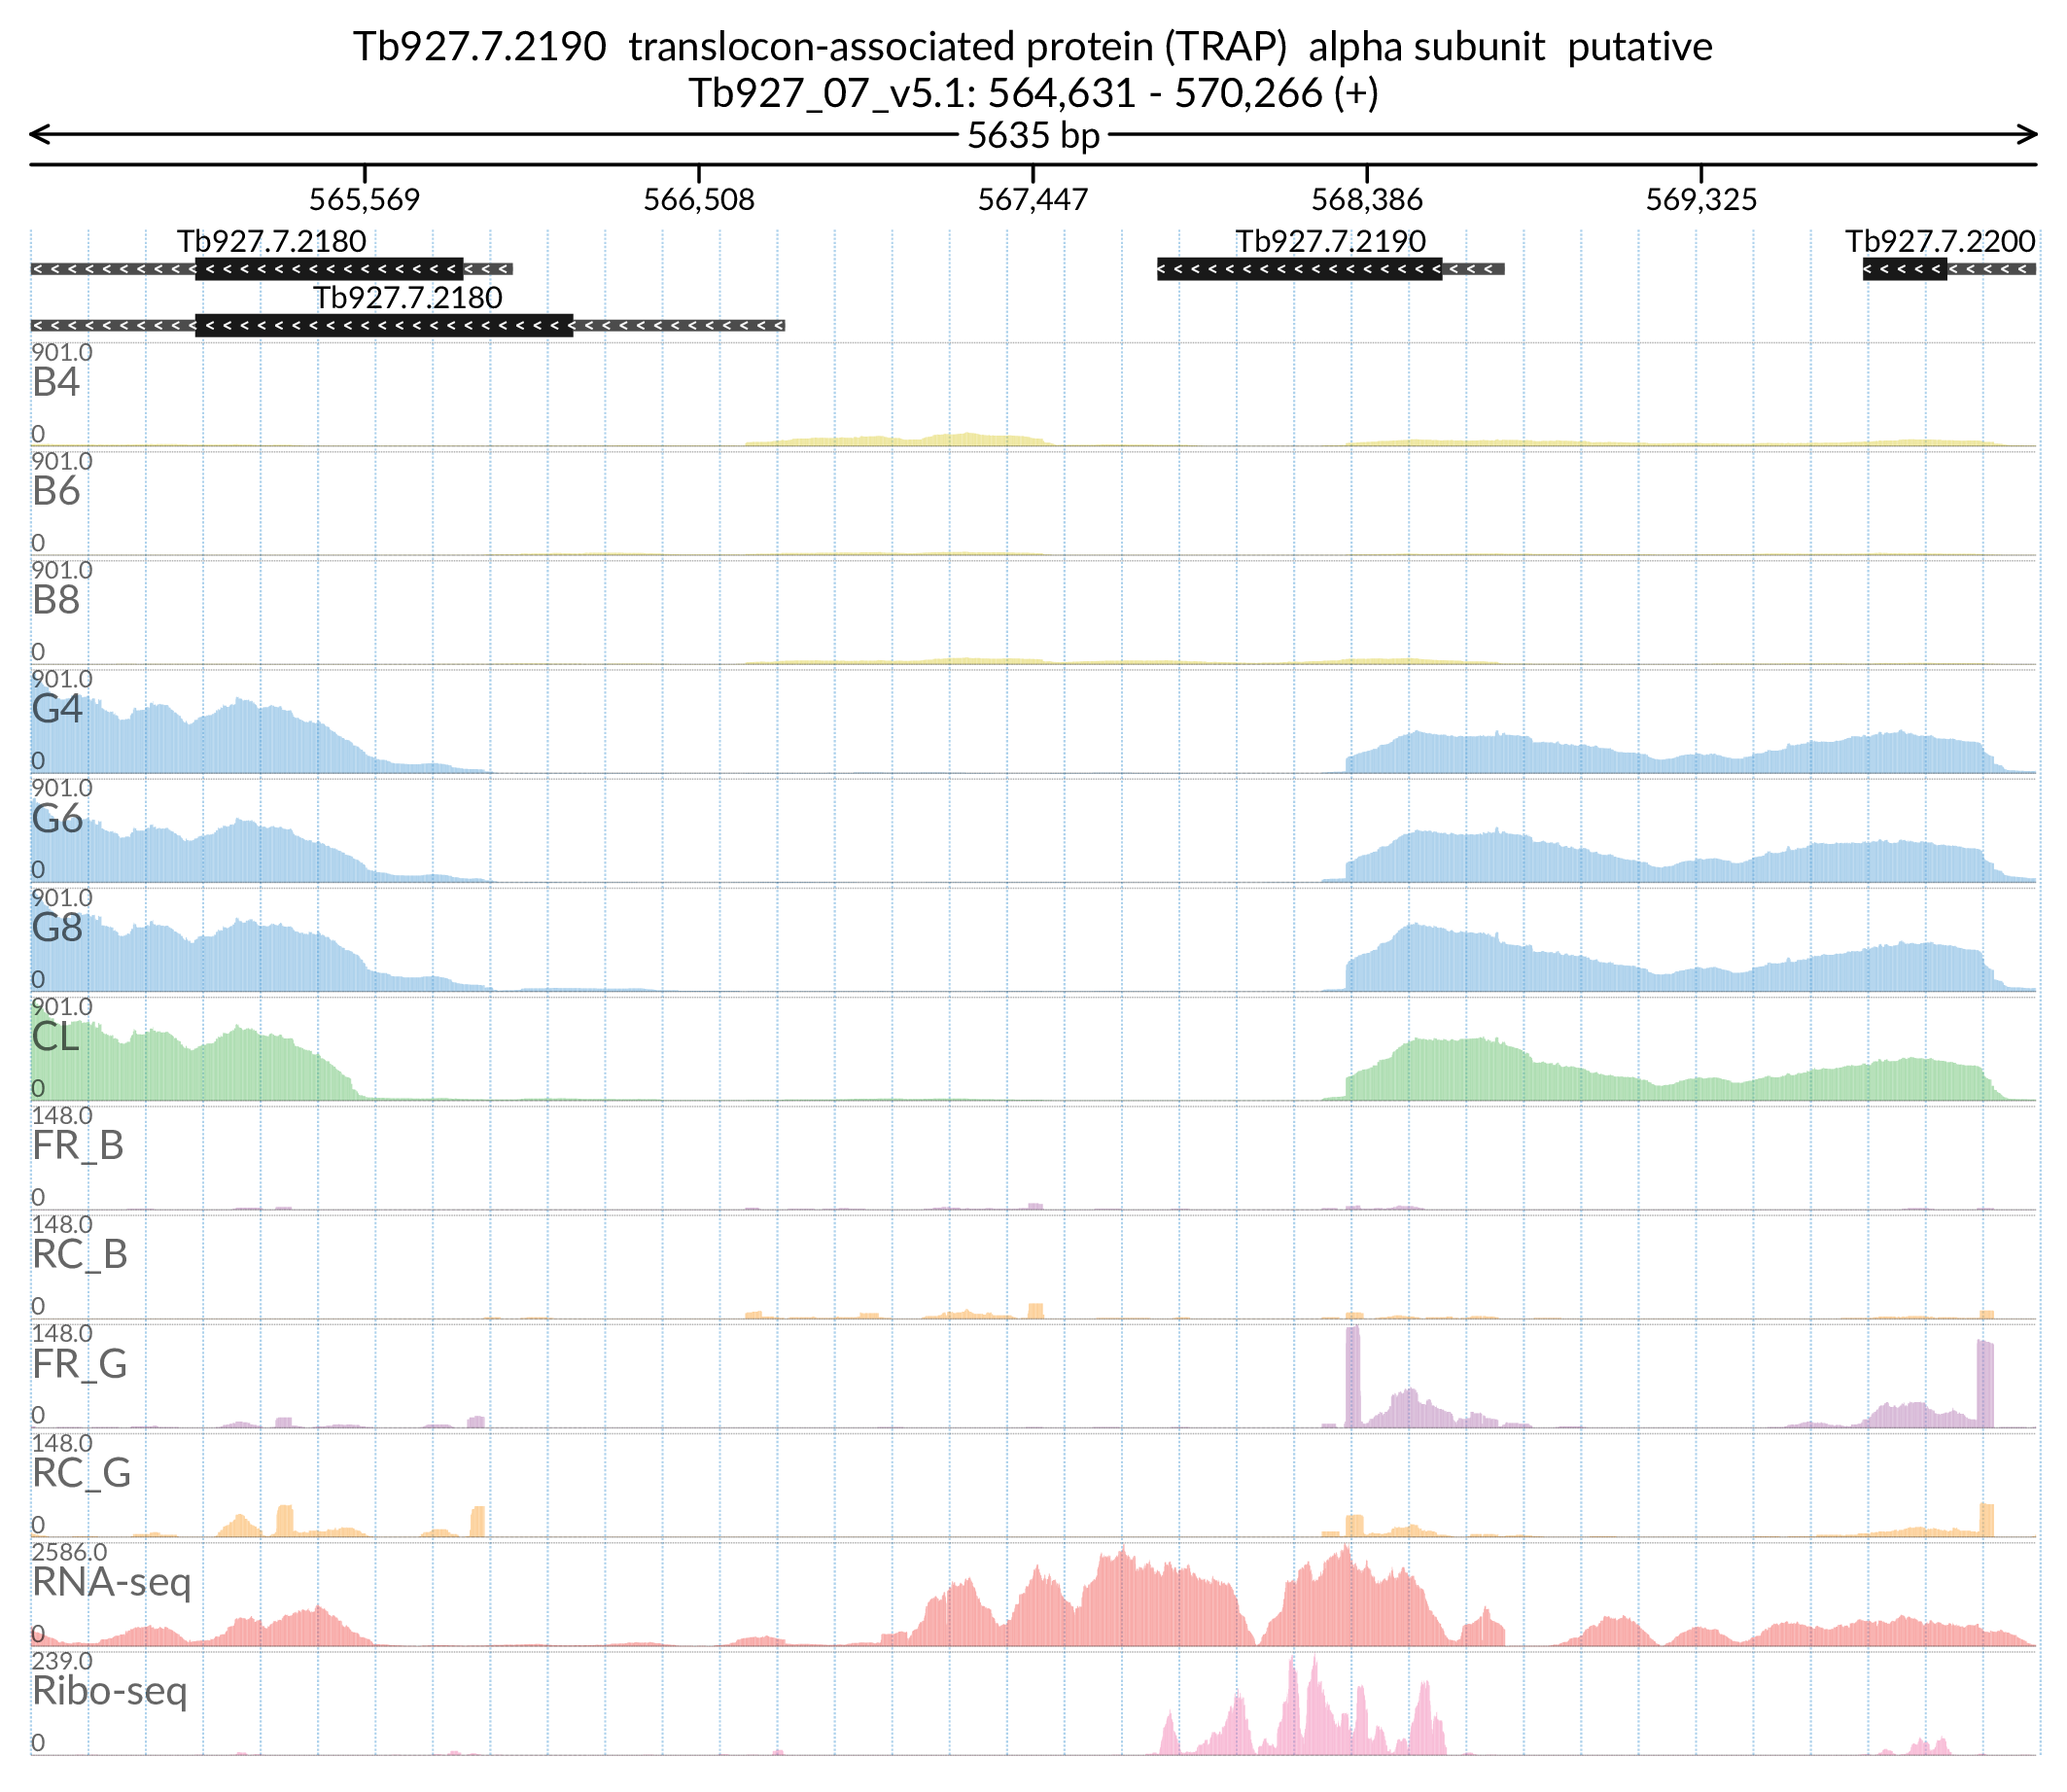 Tb927.7.2190  translocon-associated protein (TRAP)  alpha subunit  putative
Tb927_07_v5.1: 564,631 - 570,266 (+)
5635 bp
565,569 566,508 567,447 568,386 569,325
Tb927.7.2180 Tb927.7.2190 Tb927.7.2200
Tb927.7.2180
901.0
B4
0
901.0
B6
0
901.0
B8
0
901.0
G4
0
901.0
G6
0
901.0
G8
0
901.0
CL
0
148.0
FR_B
0
148.0
RC_B
0
148.0
FR_G
0
148.0
RC_G
0
2586.0
RNA-seq
0
239.0
Ribo-seq
0